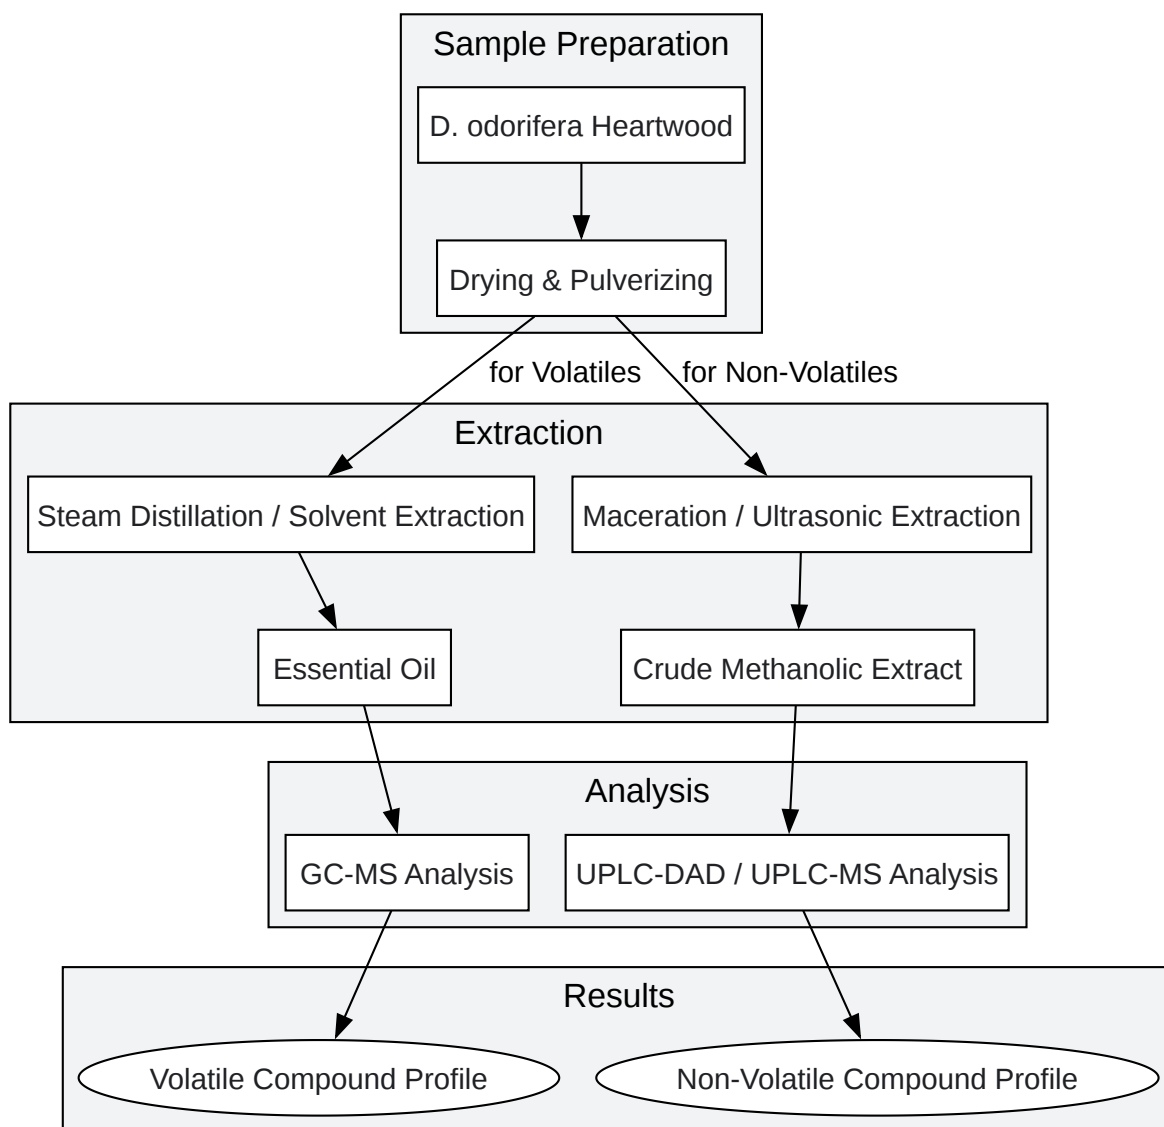 Sample Preparation
D. odorifera Heartwood
Drying & Pulverizing
for Volatiles
for Non-Volatiles
Extraction
Steam Distillation / Solvent Extraction
Maceration / Ultrasonic Extraction
Essential Oil
Crude Methanolic Extract
Analysis
GC-MS Analysis
UPLC-DAD / UPLC-MS Analysis
Results
Volatile Compound Profile
Non-Volatile Compound Profile